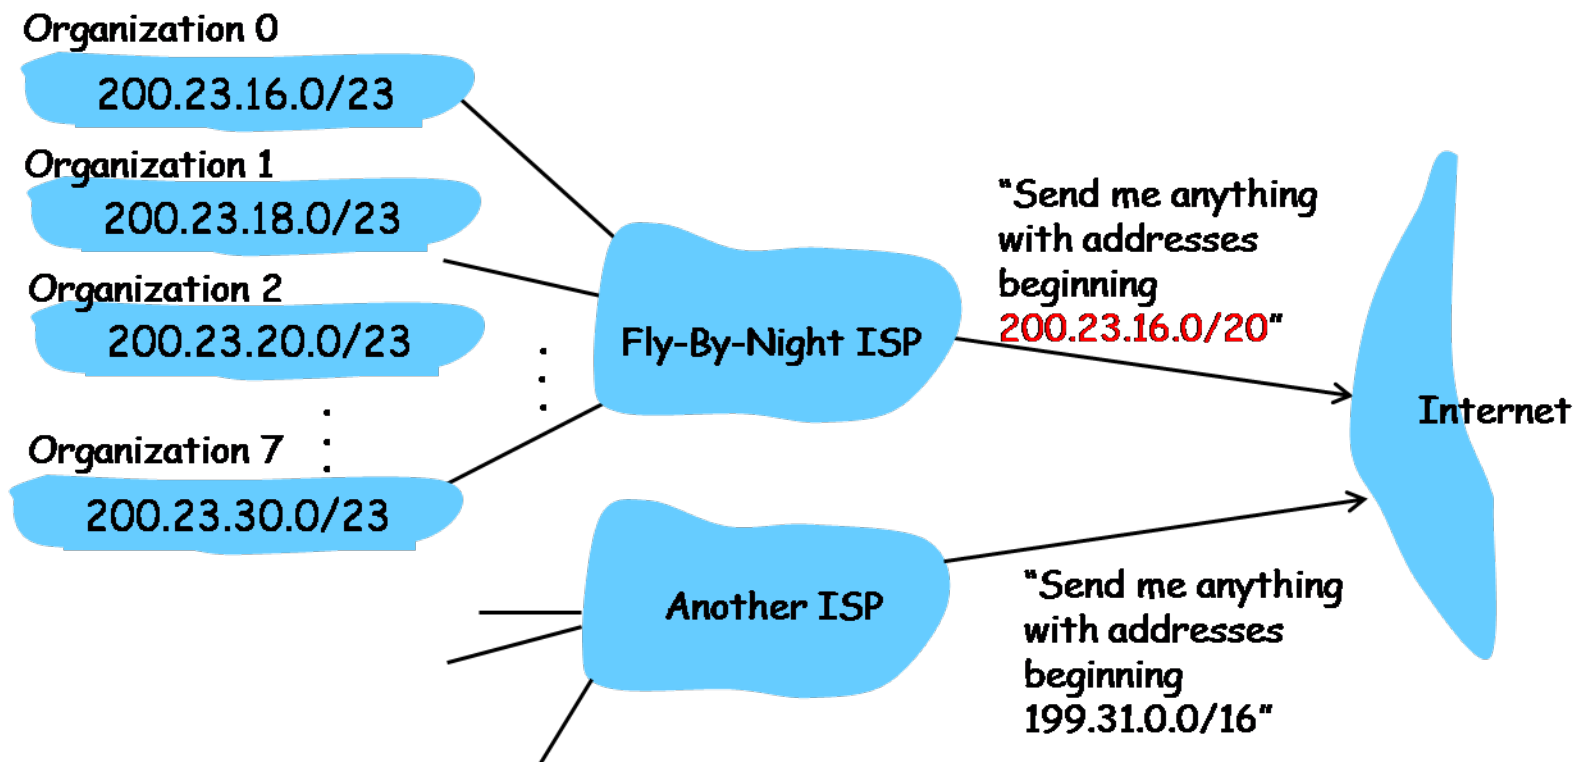 Organization 0
200.23.16.0/23
Organization 1
200.23.18.0/23
Organization 2
200.23.20.0/23
Organization 7
200.23.30.0/23
Fly-By-Night ISP
"Send me anything
with addresses
beginning
200.23.16.0/20"
Internet
Another ISP
"Send me anything
with addresses
beginning
199.31.0.0/16"